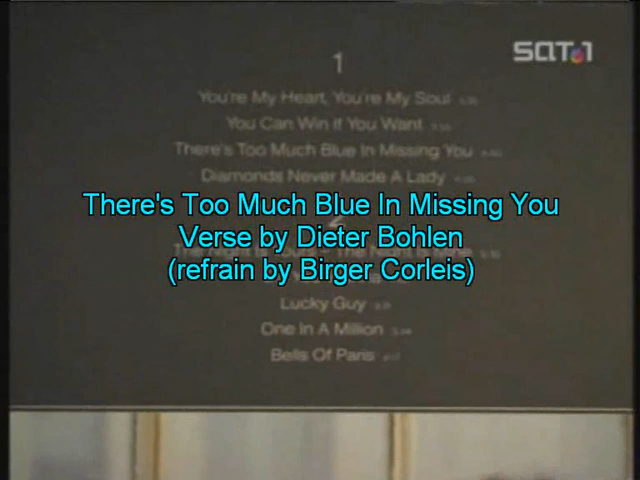 SAT.1
1
You're My Heart, You're My Soul
You Can Win If You Want
There's Too Much Blue In Missing You
Diamonds Never Made A Lady
There's Too Much Blue In Missing You
Verse by Dieter Bohlen
(refrain by Birger Corleis)
Lucky Guy
One In A Million
Bells Of Paris